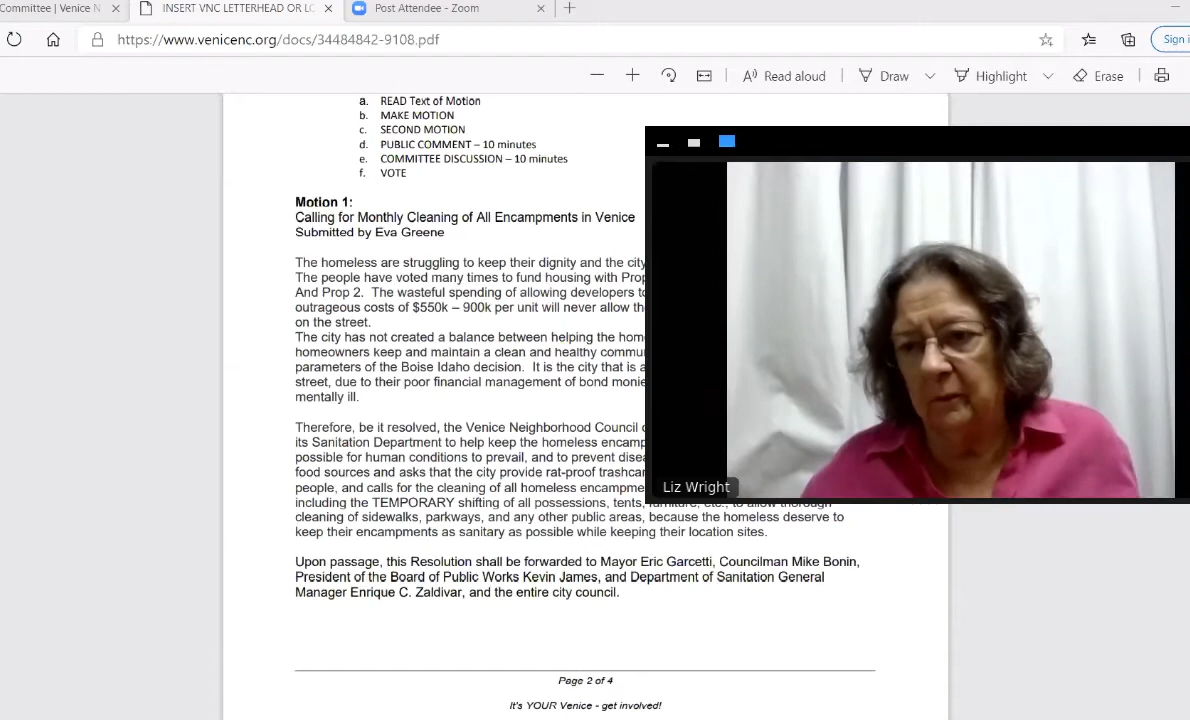 Committee | Venice N
INSERT VNC LETTERHEAD OR LO
Post Attendee - Zoom
https://www.venicenc.org/docs/34484842-9108.pdf
Sign i
Read aloud
Draw
Highlight
Erase
a. READ Text of Motion
b. MAKE MOTION
c. SECOND MOTION
d. PUBLIC COMMENT – 10 minutes
e. COMMITTEE DISCUSSION – 10 minutes
f. VOTE
Motion 1:
Calling for Monthly Cleaning of All Encampments in Venice
Submitted by Eva Greene
The homeless are struggling to keep their dignity and the city
The people have voted many times to fund housing with Prop
And Prop 2. The wasteful spending of allowing developers to
outrageous costs of $550k – 900k per unit will never allow the
on the street.
The city has not created a balance between helping the hom
homeowners keep and maintain a clean and healthy commu
parameters of the Boise Idaho decision. It is the city that is a
street, due to their poor financial management of bond monie
mentally ill.
Therefore, be it resolved, the Venice Neighborhood Council c
its Sanitation Department to help keep the homeless encamp
possible for human conditions to prevail, and to prevent disea
food sources and asks that the city provide rat-proof trashcan
people, and calls for the cleaning of all homeless encampme
including the TEMPORARY shifting of all possessions, tents, furniture, etc., to allow thorough
cleaning of sidewalks, parkways, and any other public areas, because the homeless deserve to
keep their encampments as sanitary as possible while keeping their location sites.
Upon passage, this Resolution shall be forwarded to Mayor Eric Garcetti, Councilman Mike Bonin,
President of the Board of Public Works Kevin James, and Department of Sanitation General
Manager Enrique C. Zaldivar, and the entire city council.
Page 2 of 4
It's YOUR Venice - get involved!
Liz Wright